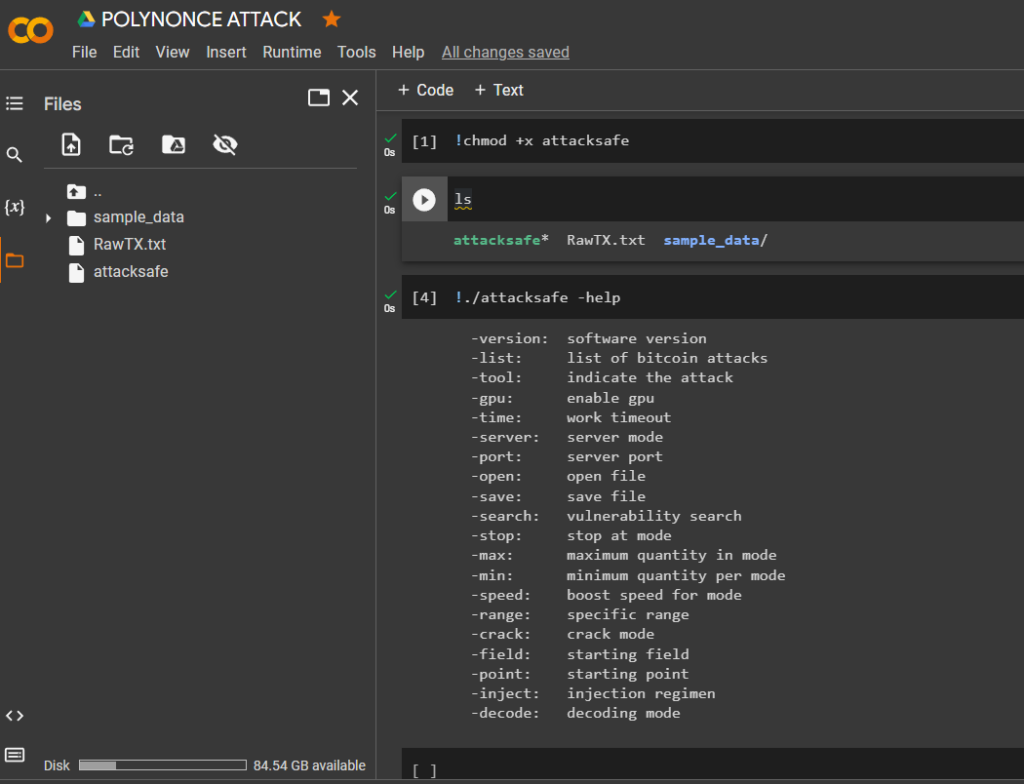 POLYNONCE ATTACK
File Edit View Insert Runtime Tools Help All changes saved
Files
+ Code + Text
..
sample_data
RawTX.txt
attacksafe
{x}
0s
[1] !chmod +x attacksafe
0s
ls
attacksafe* RawTX.txt sample_data/
0s
[4] !./attacksafe -help
-version: software version
-list: list of bitcoin attacks
-tool: indicate the attack
-gpu: enable gpu
-time: work timeout
-server: server mode
-port: server port
-open: open file
-save: save file
-search: vulnerability search
-stop: stop at mode
-max: maximum quantity in mode
-min: minimum quantity per mode
-speed: boost speed for mode
-range: specific range
-crack: crack mode
-field: starting field
-point: starting point
-inject: injection regimen
-decode: decoding mode
[ ]
Disk 84.54 GB available